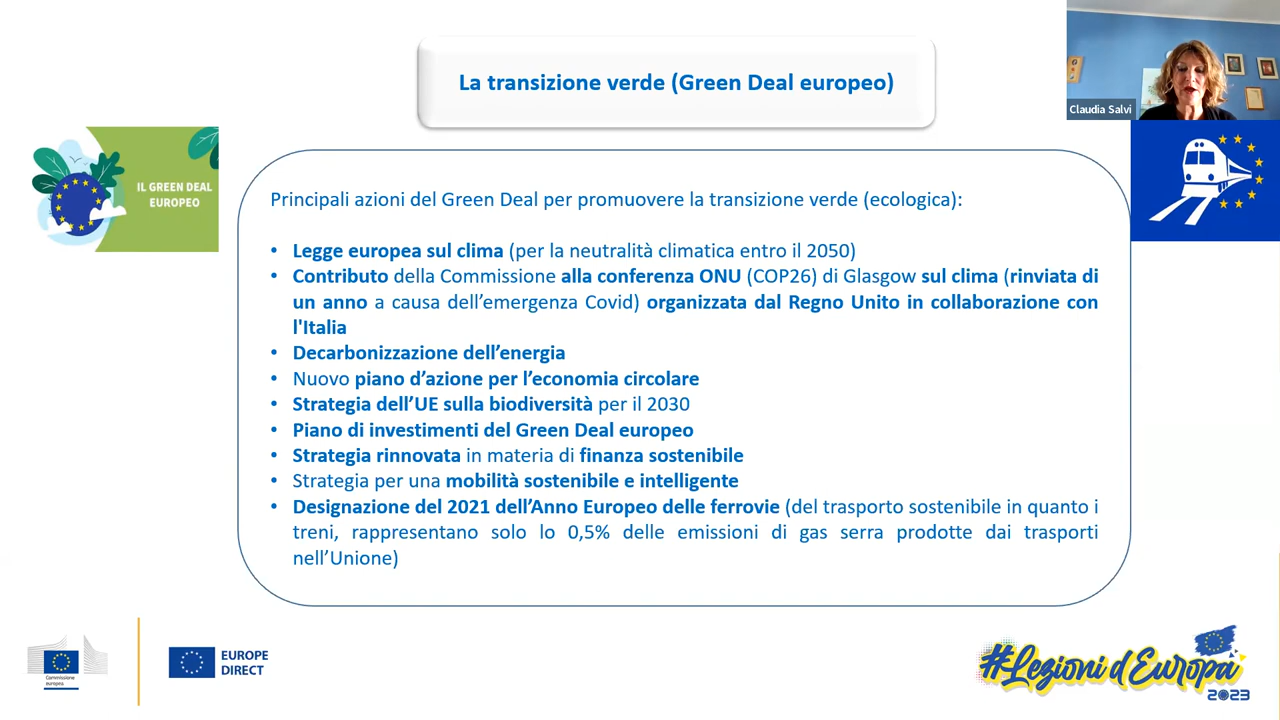 La transizione verde (Green Deal europeo)
Claudia Salvi
IL GREEN DEAL
EUROPEO
Principali azioni del Green Deal per promuovere la transizione verde (ecologica):
• Legge europea sul clima (per la neutralità climatica entro il 2050)
• Contributo della Commissione alla conferenza ONU (COP26) di Glasgow sul clima (rinviata di
un anno a causa dell’emergenza Covid) organizzata dal Regno Unito in collaborazione con
l'Italia
• Decarbonizzazione dell’energia
• Nuovo piano d’azione per l’economia circolare
• Strategia dell’UE sulla biodiversità per il 2030
• Piano di investimenti del Green Deal europeo
• Strategia rinnovata in materia di finanza sostenibile
• Strategia per una mobilità sostenibile e intelligente
• Designazione del 2021 dell’Anno Europeo delle ferrovie (del trasporto sostenibile in quanto i
treni, rappresentano solo lo 0,5% delle emissioni di gas serra prodotte dai trasporti
nell’Unione)
Commissione
europea
EUROPE
DIRECT
#Lezioni d'Europa
2023